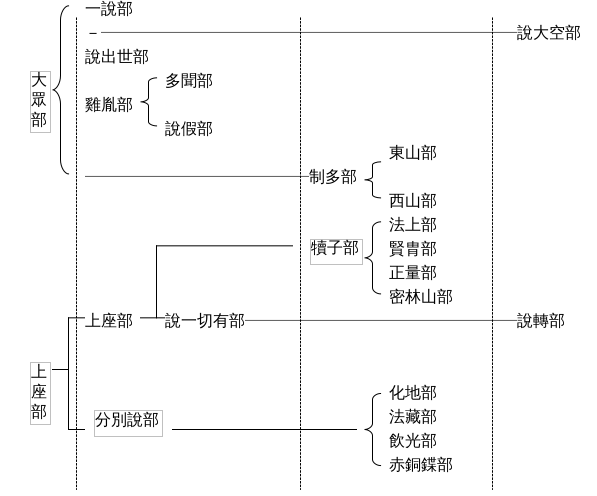 一說部
說大空部
說出世部
多聞部
大眾部
雞胤部
說假部
東山部
制多部
西山部
法上部
犢子部
賢冑部
正量部
密林山部
上座部
說一切有部
說轉部
上座部
化地部
分別說部
法藏部
飲光部
赤銅鍱部